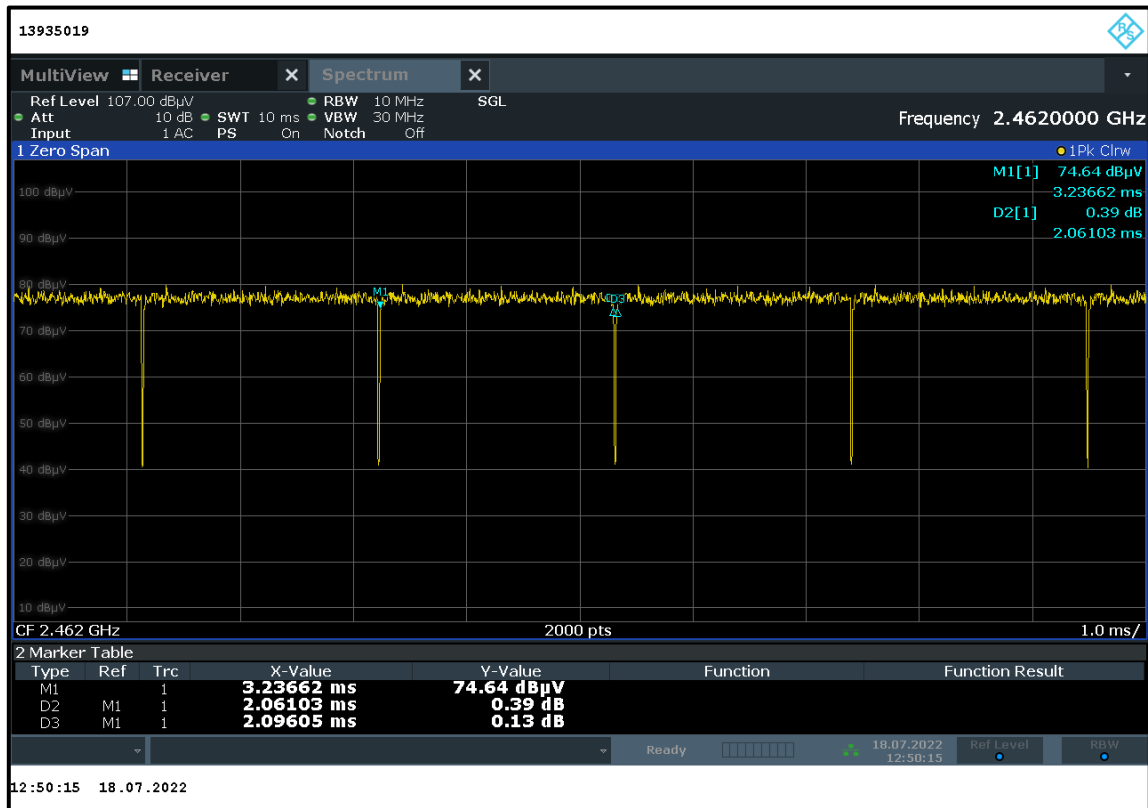 13935019
R&S
MultiView Receiver X Spectrum X
Ref Level 107.00 dBµV RBW 10 MHz SGL
Att 10 dB SWT 10 ms VBW 30 MHz Frequency 2.4620000 GHz
Input 1 AC PS On Notch Off
1 Zero Span 1Pk Clrw
M1[1] 74.64 dBµV
3.23662 ms
100 dBµV
D2[1] 0.39 dB
2.06103 ms
90 dBµV
80 dBµV
M1 D3
70 dBµV
60 dBµV
50 dBµV
40 dBµV
30 dBµV
20 dBµV
10 dBµV
CF 2.462 GHz 2000 pts 1.0 ms/
2 Marker Table
Type Ref Trc X-Value Y-Value Function Function Result
M1 1 3.23662 ms 74.64 dBµV
D2 M1 1 2.06103 ms 0.39 dB
D3 M1 1 2.09605 ms 0.13 dB
Ready 18.07.2022 Ref Level RBW
12:50:15
12:50:15 18.07.2022